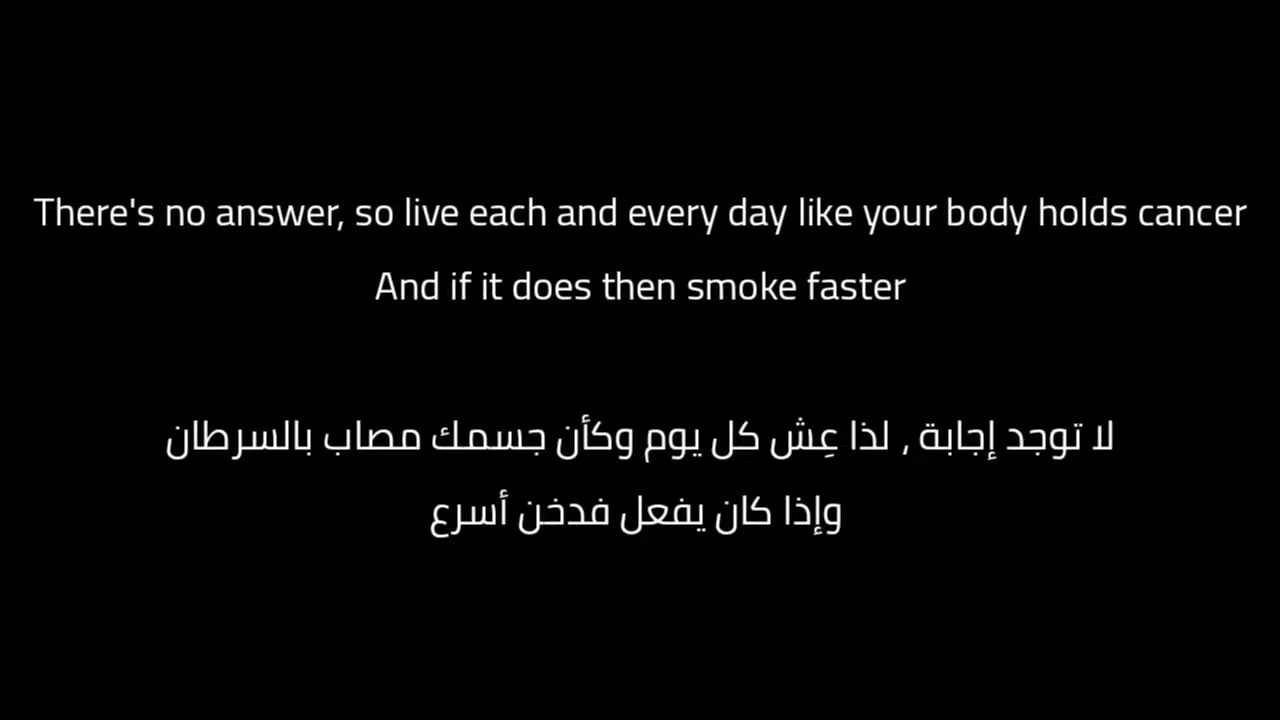 There's no answer, so live each and every day like your body holds cancer
And if it does then smoke faster
لا توجد إجابة , لذا عِش كل يوم وكأن جسمك مصاب بالسرطان
وإذا كان يفعل فدخن أسرع